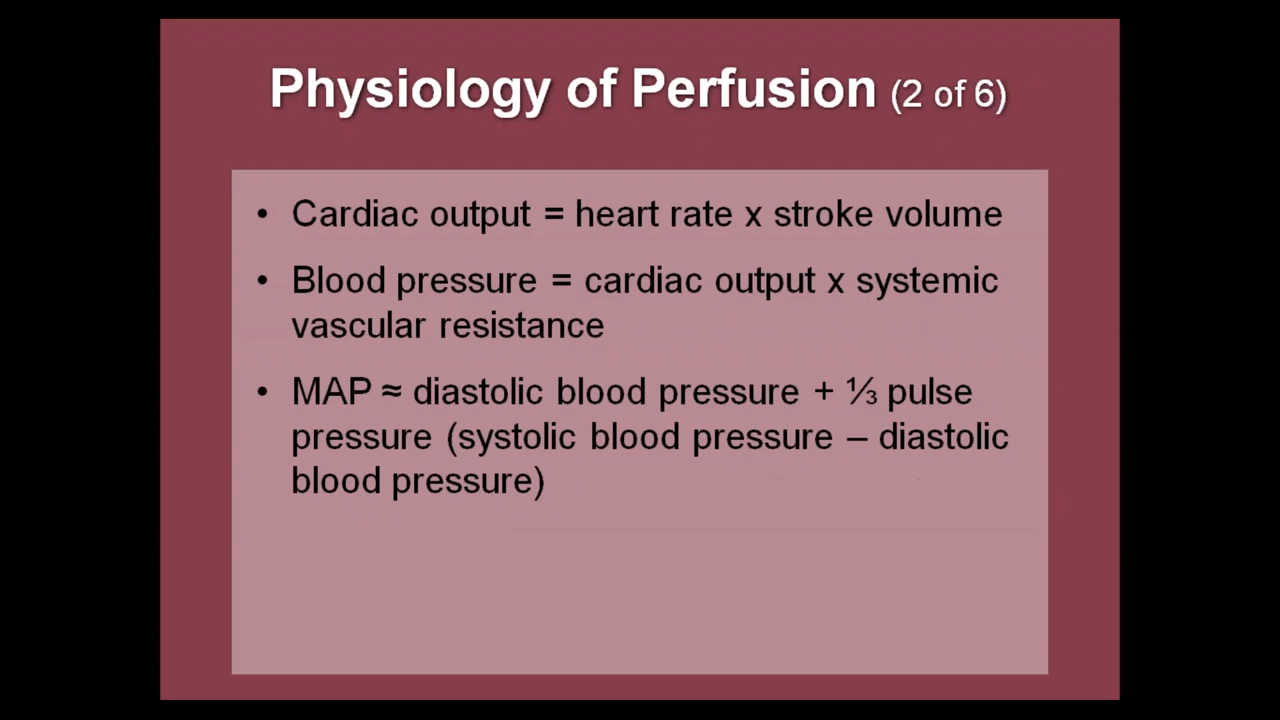 Physiology of Perfusion (2 of 6)
• Cardiac output = heart rate x stroke volume
• Blood pressure = cardiac output x systemic
vascular resistance
• MAP ≈ diastolic blood pressure + ⅓ pulse
pressure (systolic blood pressure – diastolic
blood pressure)